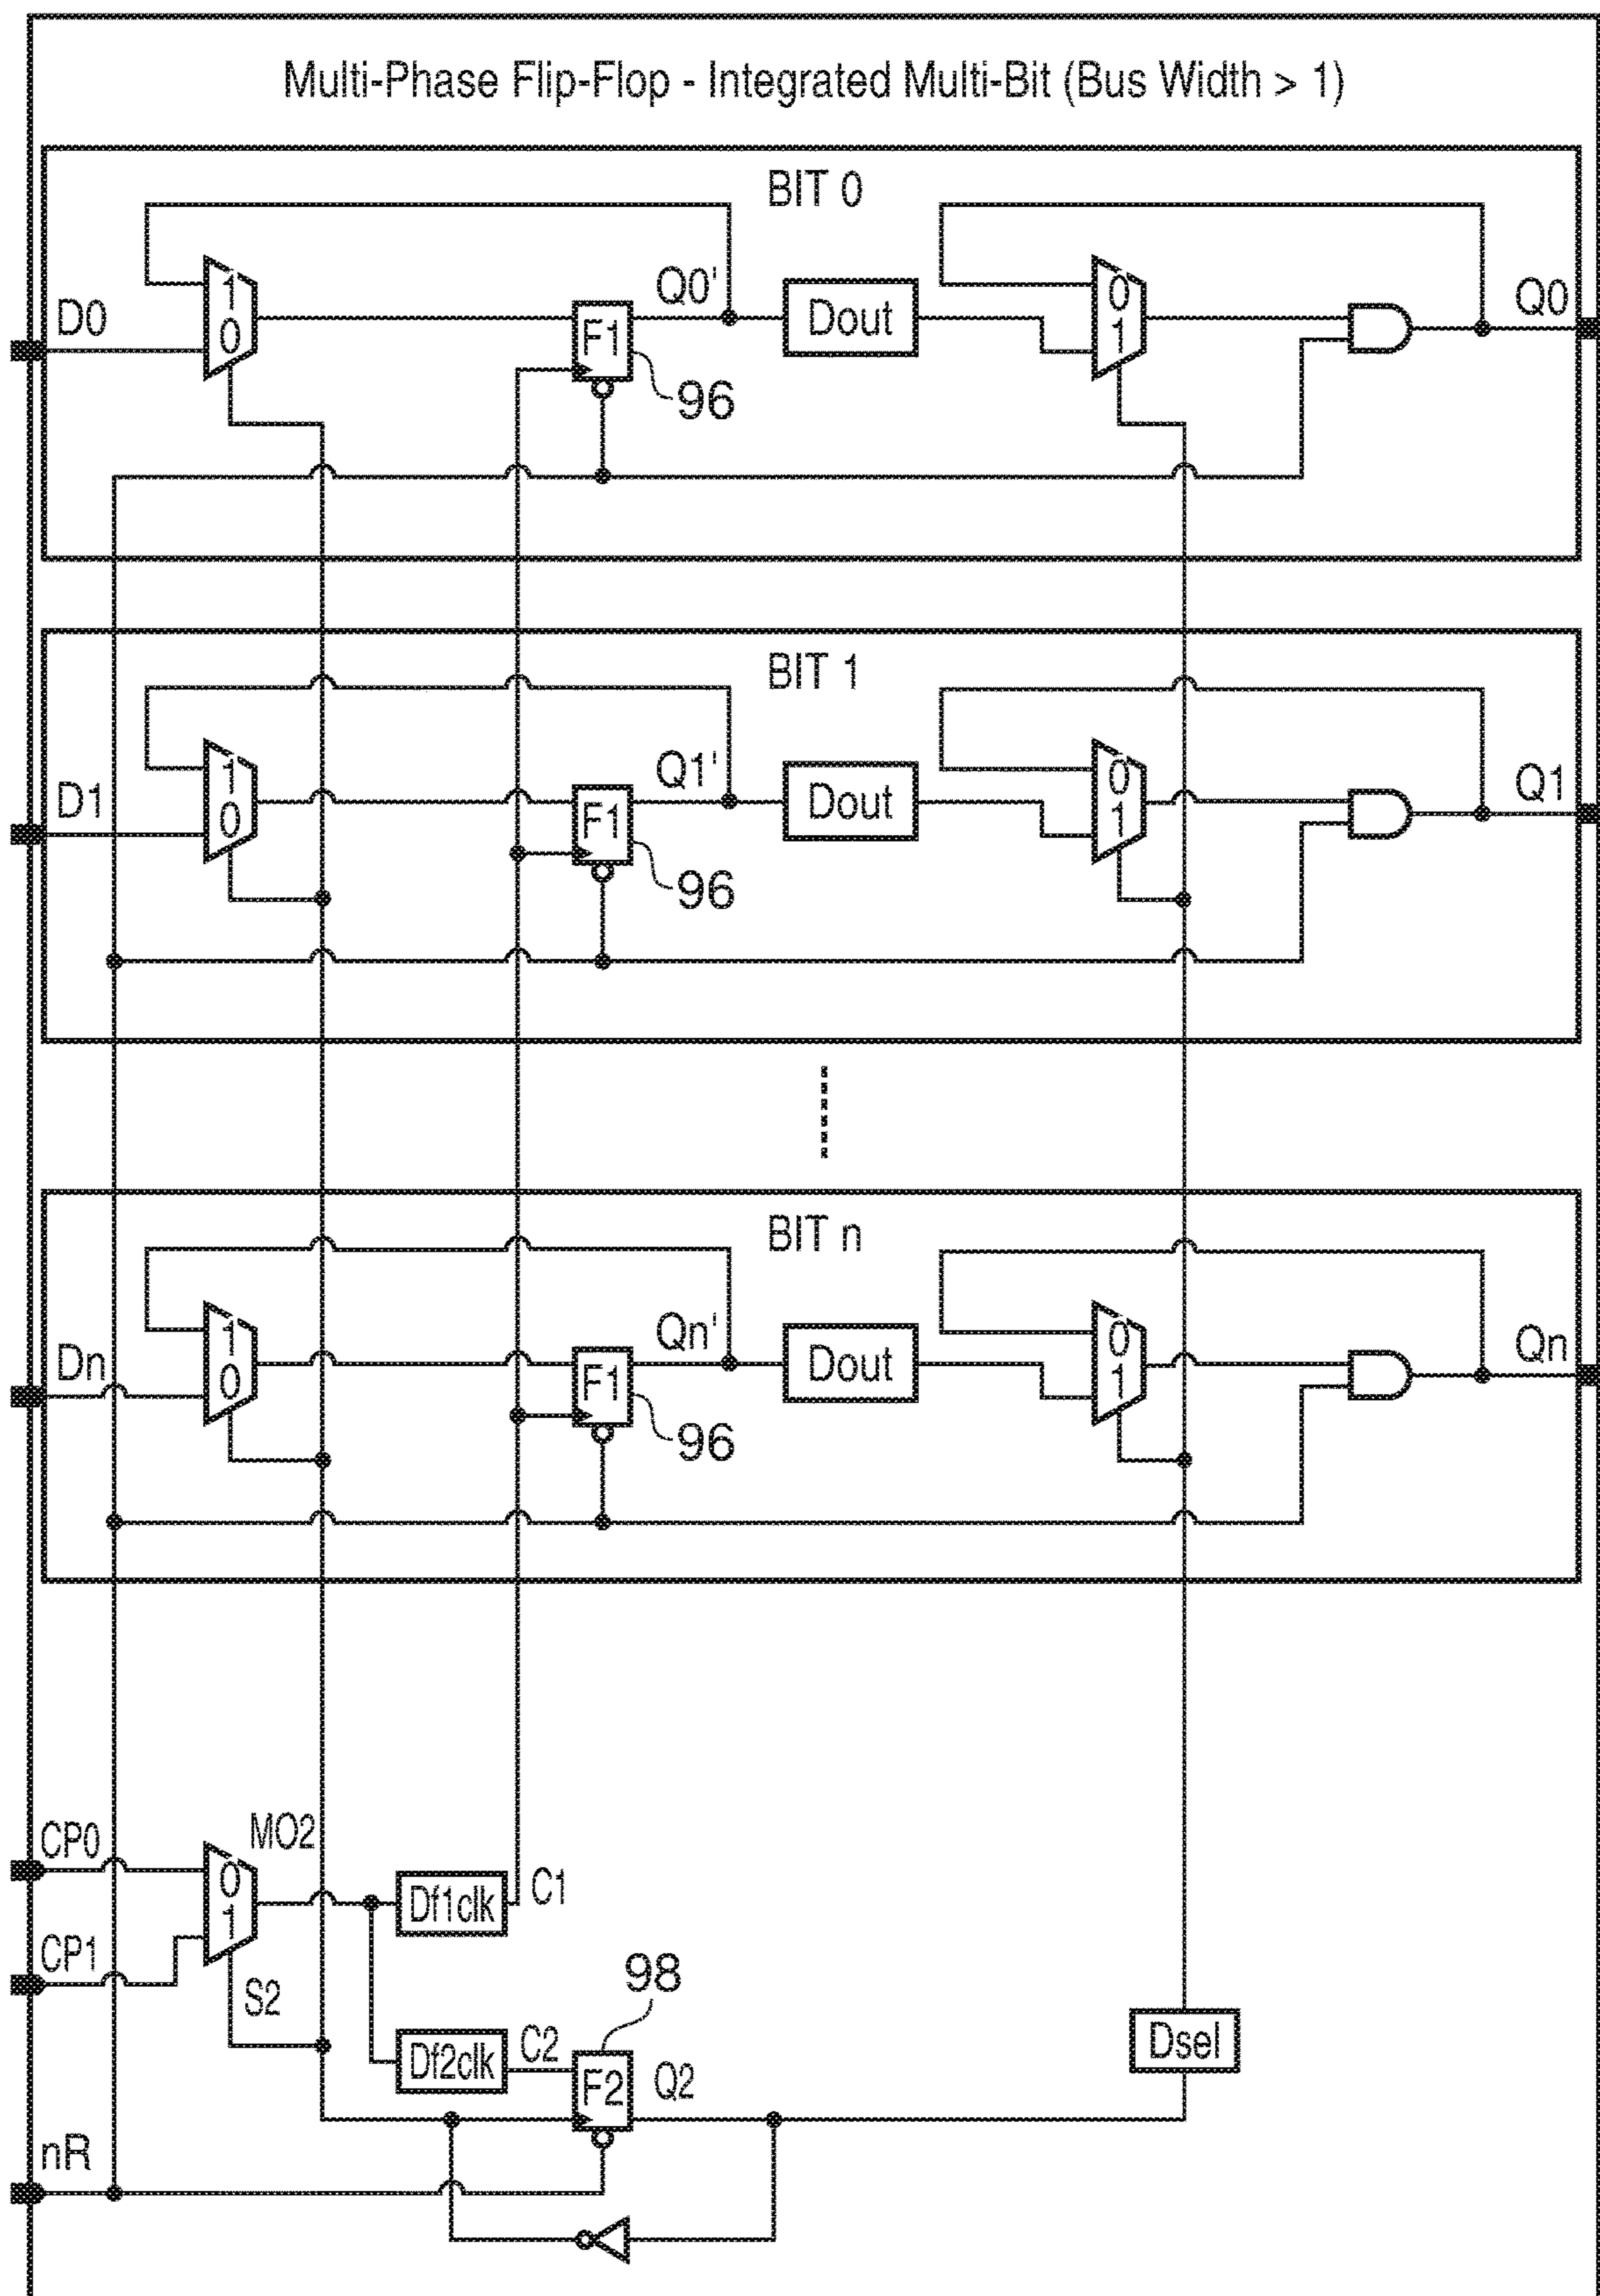 Multi-Phase Flip-Flop - Integrated Multi-Bit (Bus Width > 1)
BIT 0
D0
1
0
F1
96
Q0'
Dout
0
1
Q0
BIT 1
D1
1
0
F1
96
Q1'
Dout
0
1
Q1
BIT n
Dn
1
0
F1
96
Qn'
Dout
0
1
Qn
CP0
CP1
0
1
MO2
S2
Df1clk
C1
Df2clk
C2
98
F2
Q2
Dsel
nR